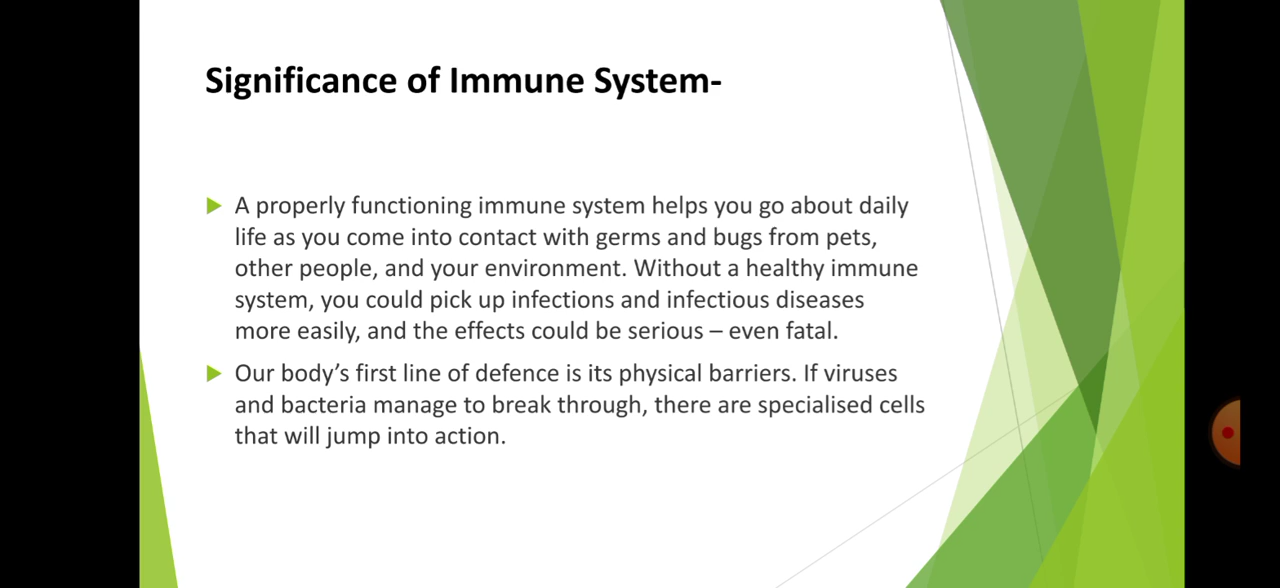 Significance of Immune System-
A properly functioning immune system helps you go about daily
life as you come into contact with germs and bugs from pets,
other people, and your environment. Without a healthy immune
system, you could pick up infections and infectious diseases
more easily, and the effects could be serious – even fatal.
Our body’s first line of defence is its physical barriers. If viruses
and bacteria manage to break through, there are specialised cells
that will jump into action.